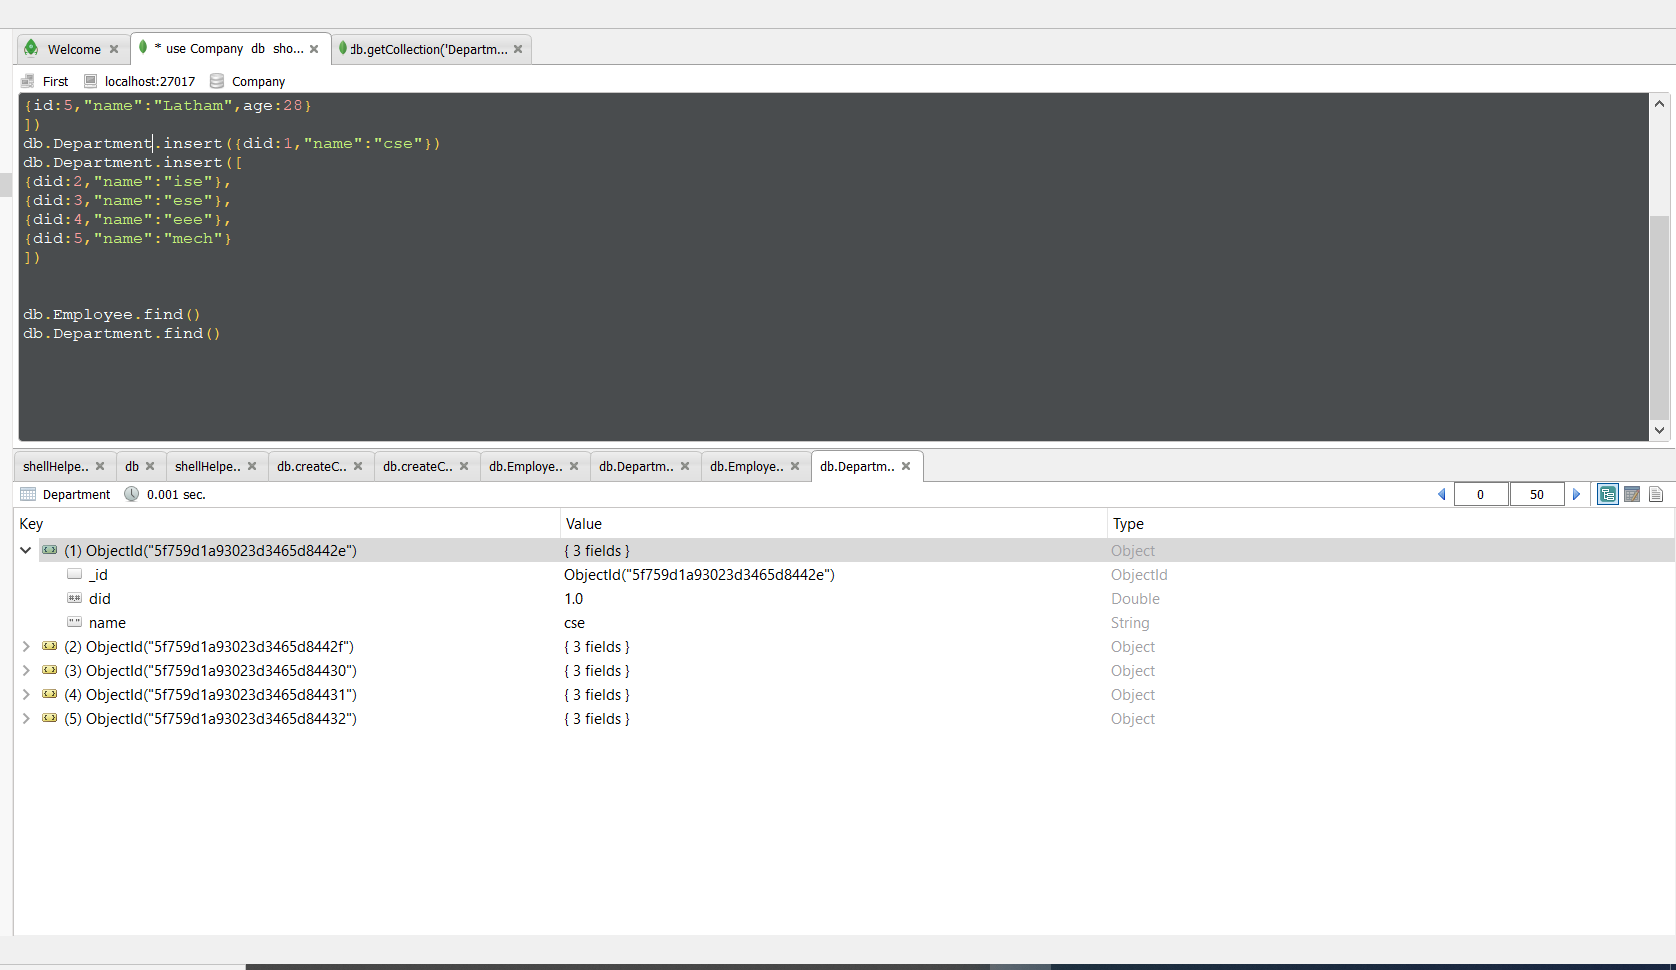 Welcome
* use Company  db  sho...
db.getCollection('Departm...
First localhost:27017 Company
{id:5,"name":"Latham",age:28}
])
db.Department.insert({did:1,"name":"cse"})
db.Department.insert([
{did:2,"name":"ise"},
{did:3,"name":"ese"},
{did:4,"name":"eee"},
{did:5,"name":"mech"}
])
db.Employee.find()
db.Department.find()
shellHelpe.. db shellHelpe.. db.createC.. db.createC.. db.Employe.. db.Departm.. db.Employe.. db.Departm..
Department 0.001 sec. 0 50
Key Value Type
(1) ObjectId("5f759d1a93023d3465d8442e") { 3 fields } Object
_id ObjectId("5f759d1a93023d3465d8442e") ObjectId
did 1.0 Double
name cse String
(2) ObjectId("5f759d1a93023d3465d8442f") { 3 fields } Object
(3) ObjectId("5f759d1a93023d3465d84430") { 3 fields } Object
(4) ObjectId("5f759d1a93023d3465d84431") { 3 fields } Object
(5) ObjectId("5f759d1a93023d3465d84432") { 3 fields } Object